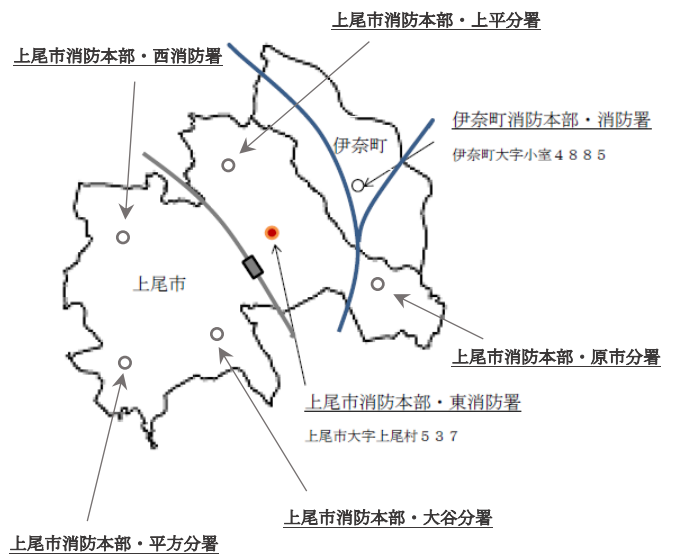 上尾市消防本部・上平分署
上尾市消防本部・西消防署
伊奈町消防本部・消防署
伊奈町
伊奈町大字小室４８８５
上尾市
上尾市消防本部・原市分署
上尾市消防本部・東消防署
上尾市大字上尾村５３７
上尾市消防本部・大谷分署
上尾市消防本部・平方分署